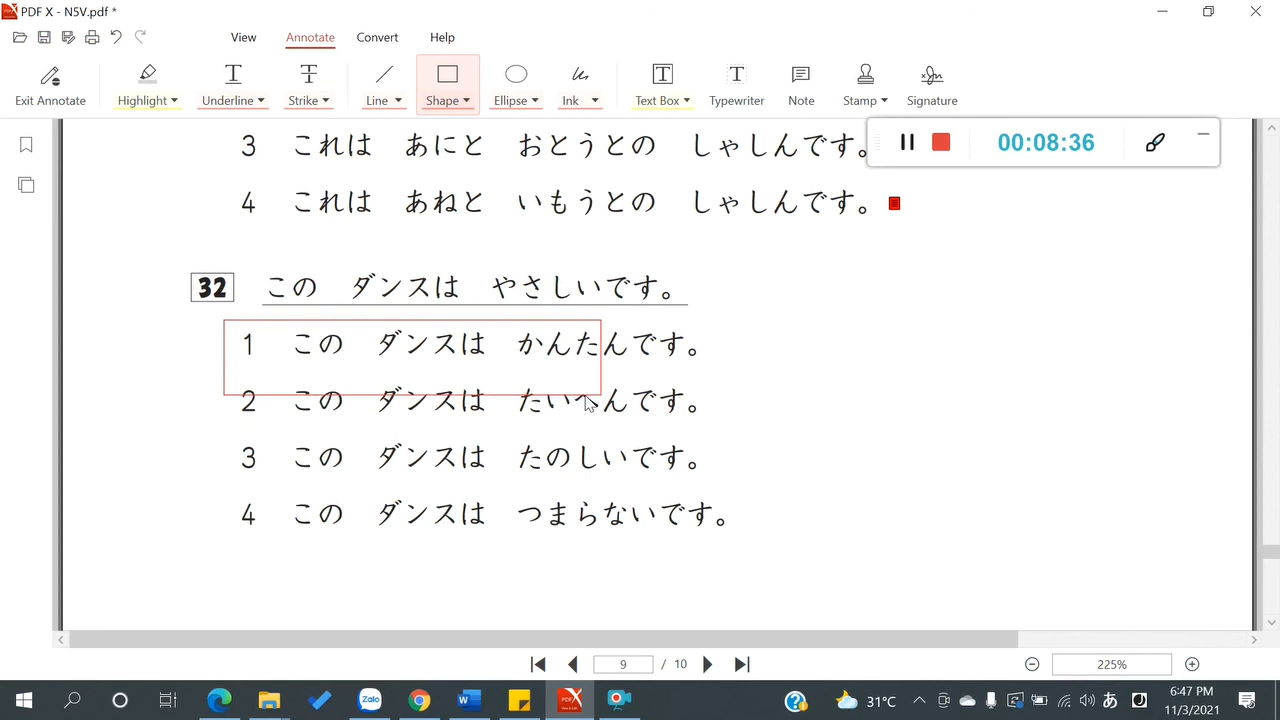 PDF X - N5V.pdf *
View Annotate Convert Help
Exit Annotate Highlight Underline Strike Line Shape Ellipse Ink Text Box Typewriter Note Stamp Signature
00:08:36
3 これは あにと おとうとの しゃしんです。
4 これは あねと いもうとの しゃしんです。
32 この ダンスは やさしいです。
1 この ダンスは かんたんです。
2 この ダンスは たいへんです。
3 この ダンスは たのしいです。
4 この ダンスは つまらないです。
9 / 10
225%
Zalo
31°C
あ
6:47 PM
11/3/2021